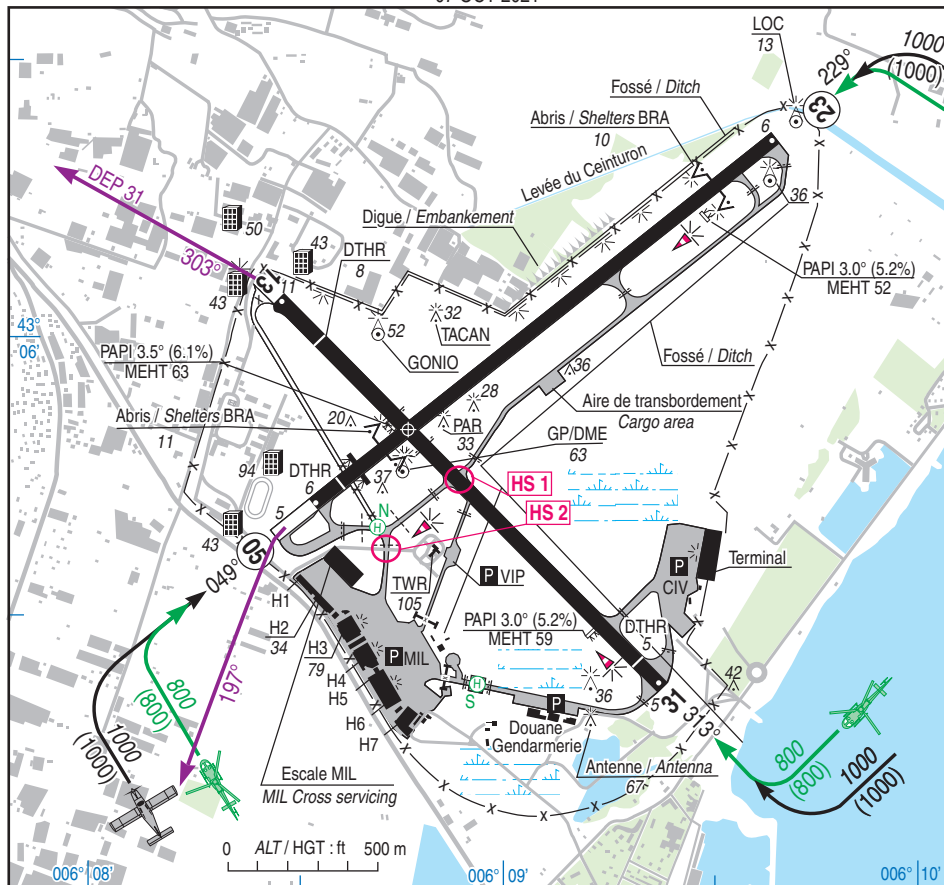 LOC
13
1000
(1000)
229°
23
Fossé / Ditch
Abris / Shelters BRA
10
6
Levée du Ceinturon
DEP 31
303°
50
43
DTHR
8
Digue / Embankement
36
43
13
11
PAPI 3.0° (5.2%)
MEHT 52
32
TACAN
52
GONIO
43°
06'
PAPI 3.5° (6.1%)
MEHT 63
36
Fossé / Ditch
28
Aire de transbordement
Cargo area
20
PAR
33
Abris / Shelters BRA
11
GP/DME
63
94
DTHR
37
HS 1
6
HS 2
5
N
H
43
05
049°
TWR
105
P VIP
P
CIV
Terminal
H1
H2
34
PAPI 3.0° (5.2%)
MEHT 59
DTHR
5
H3
79
P MIL
H4
H5
42
197°
800
(800)
H
S
P
36
5
31
313°
H6
H7
Douane
Gendarmerie
1000
(1000)
800
(800)
1000
(1000)
Escale MIL
MIL Cross servicing
Antenne / Antenna
67
0
ALT / HGT : ft
500 m
006° 08'
006° 09'
006° 10'